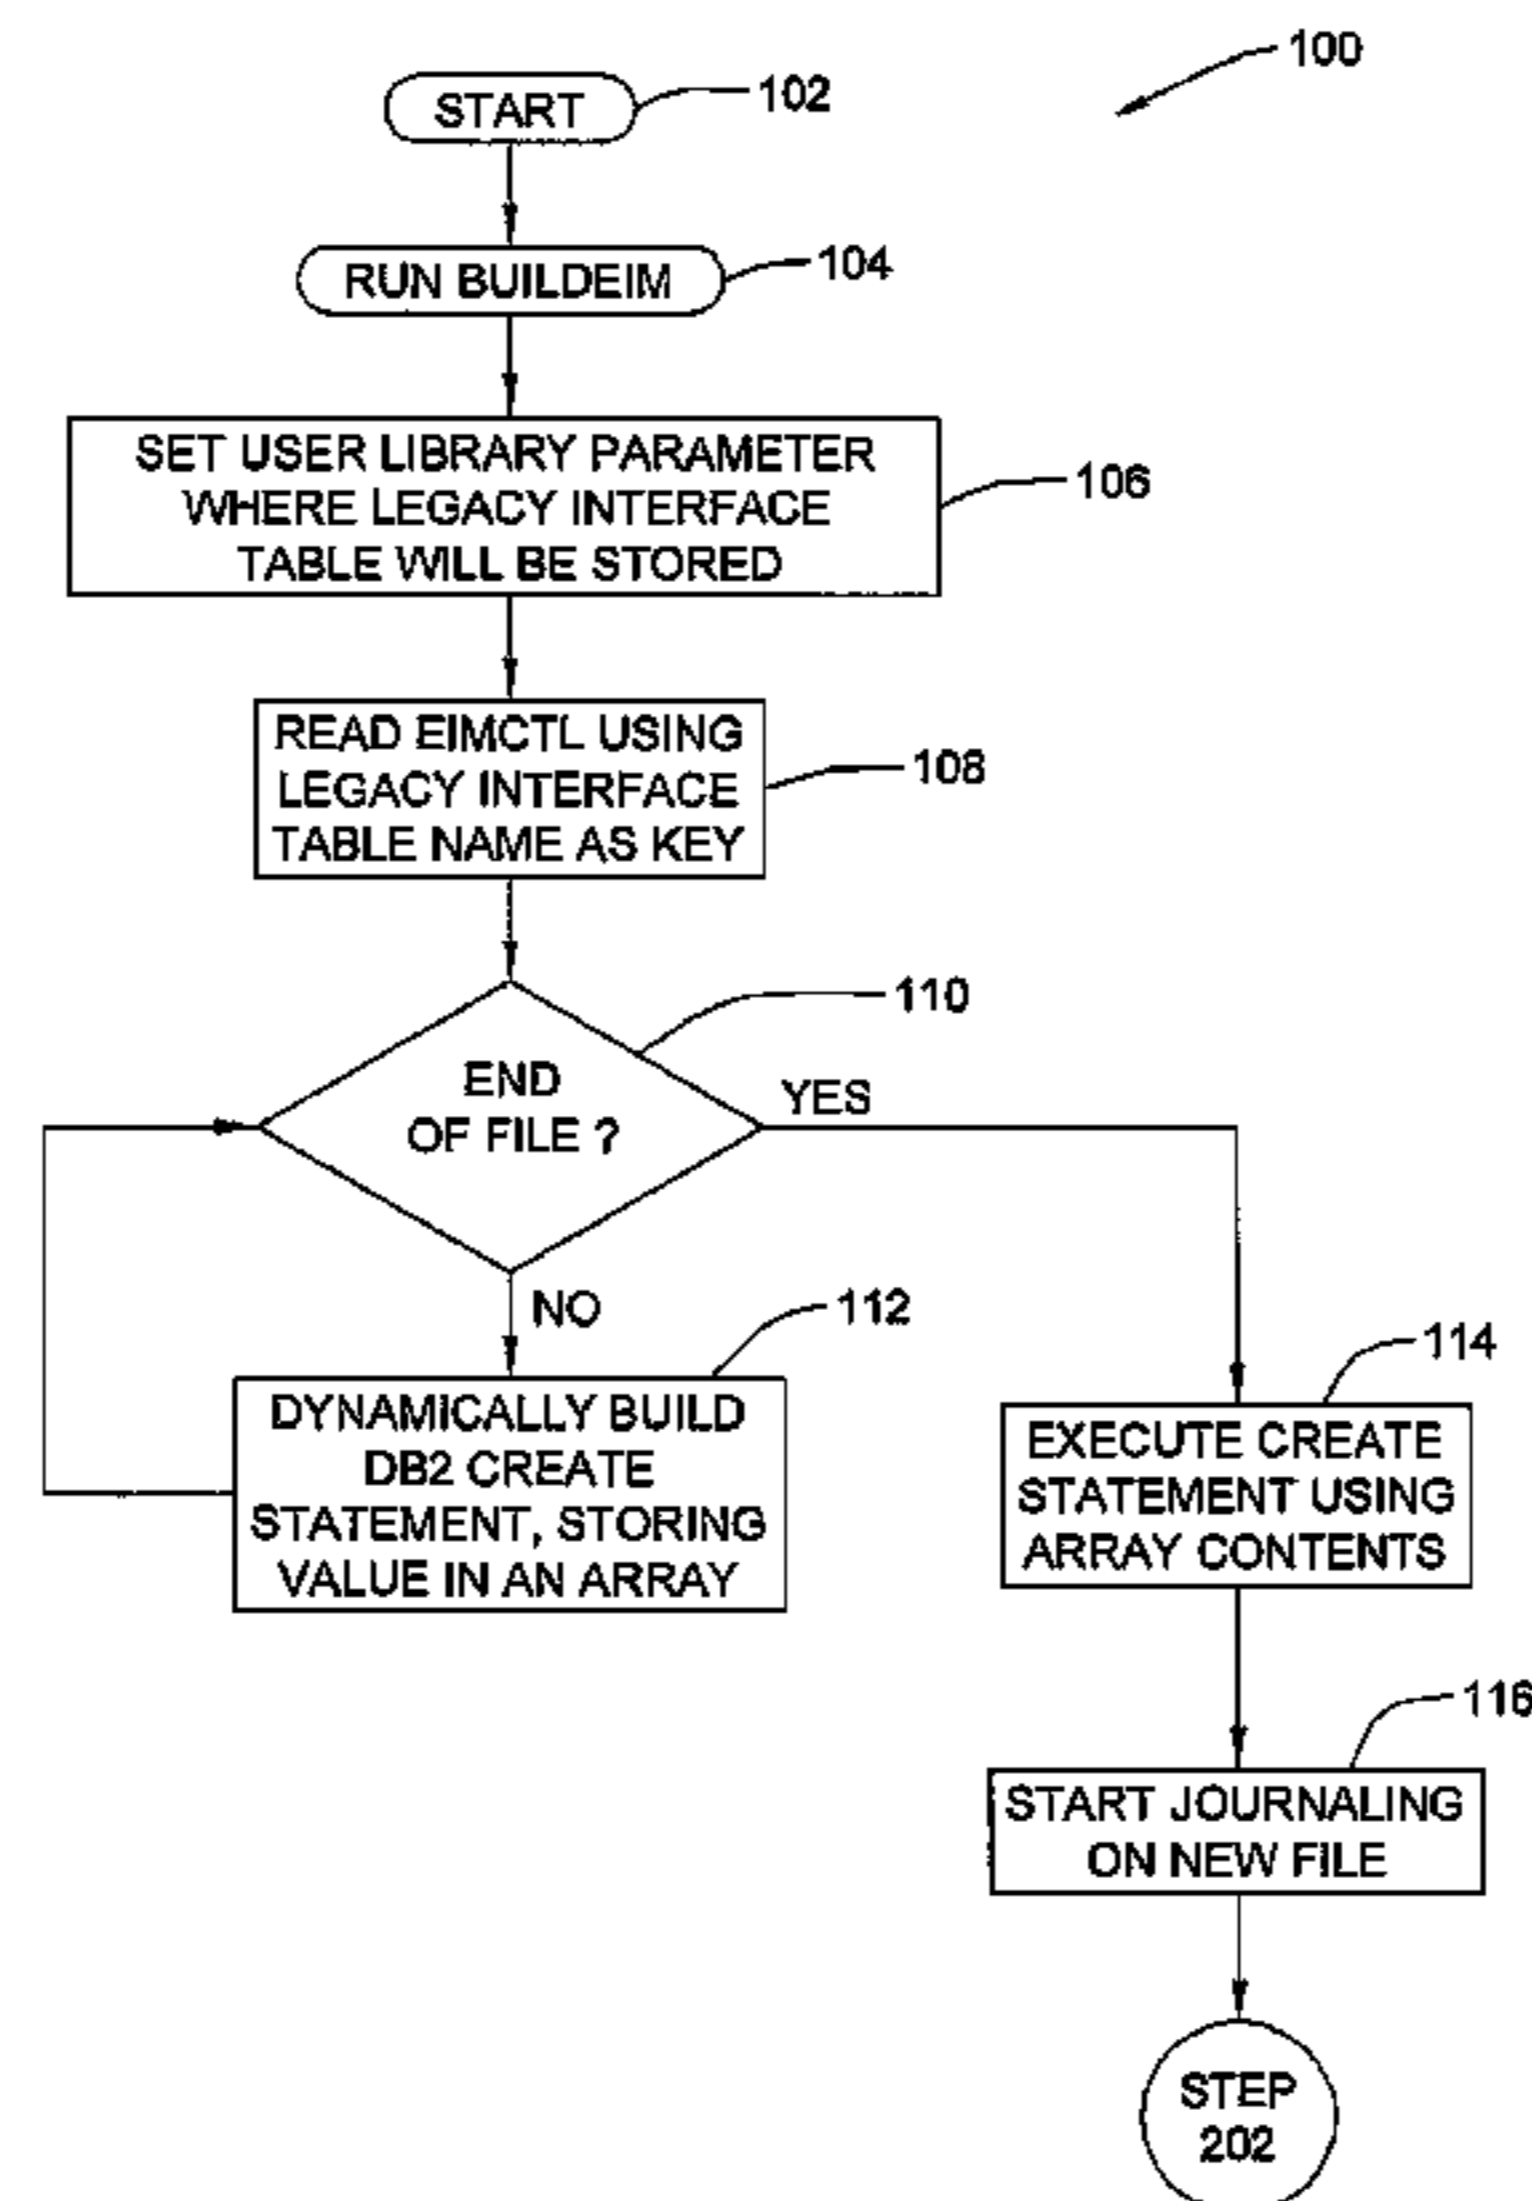 100
START
102
RUN BUILDEIM
104
SET USER LIBRARY PARAMETER
WHERE LEGACY INTERFACE
TABLE WILL BE STORED
106
READ EIMCTL USING
LEGACY INTERFACE
TABLE NAME AS KEY
108
110
END
OF FILE ?
YES
NO
112
DYNAMICALLY BUILD
DB2 CREATE
STATEMENT, STORING
VALUE IN AN ARRAY
114
EXECUTE CREATE
STATEMENT USING
ARRAY CONTENTS
116
START JOURNALING
ON NEW FILE
STEP
202